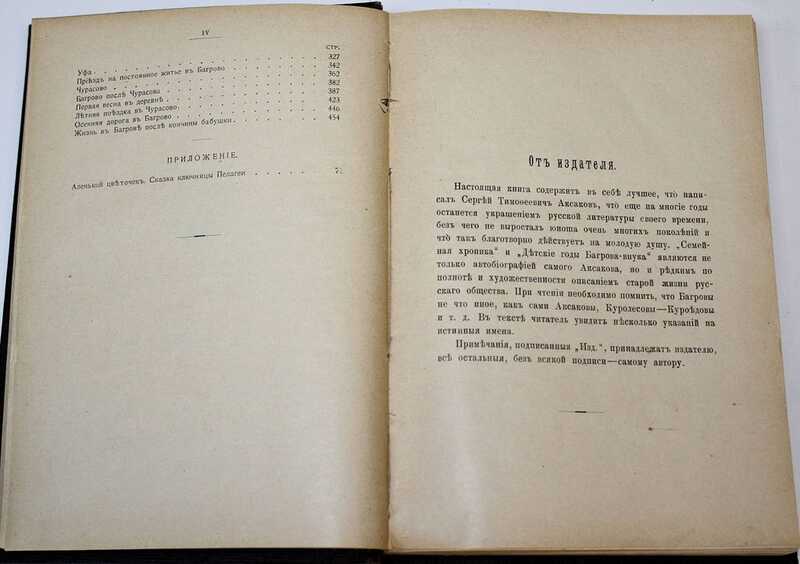 IV
СТР.
Уфа . . . . . . . . . . . . . . . . 327
Пріѣздъ на постоянное житье въ Багрово . . . . . . . 342
Чурасово . . . . . . . . . . . . . . . 362
Багрово послѣ Чурасова . . . . . . . . . . . 382
Первая весна въ деревнѣ . . . . . . . . . . . 387
Лѣтняя поѣздка въ Чурасово . . . . . . . . . . 423
Осенняя дорога въ Багрово . . . . . . . . . . 446
Жизнь въ Багровѣ послѣ кончины бабушки . . . . . . 454
ПРИЛОЖЕНІЕ.
Аленькій цвѣточекъ. Сказка ключницы Пелагеи . . . . .
Отъ издателя.
Настоящая книга содержитъ въ себѣ лучшее, что напи-
салъ Сергѣй Тимоѳеевичъ Аксаковъ, что еще на многіе годы
останется украшеніемъ русской литературы своего времени,
безъ чего не выросталъ юноша очень многихъ поколѣній и
что такъ благотворно дѣйствуетъ на молодую душу. „Семей-
ная хроника“ и „Дѣтскіе годы Багрова-внука“ являются не
только автобіографіей самого Аксакова, но и рѣдкимъ по
полнотѣ и художественности описаніемъ старой жизни рус-
скаго общества. При чтеніи необходимо помнить, что Багровы
не что иное, какъ сами Аксаковы, Куролесовы—Куроѣдовы
и т. д. Въ текстѣ читатель увидитъ нѣсколько указаній на
истинныя имена.
Примѣчанія, подписанныя „Изд.“, принадлежатъ издателю,
всѣ остальныя, безъ всякой подписи—самому автору.